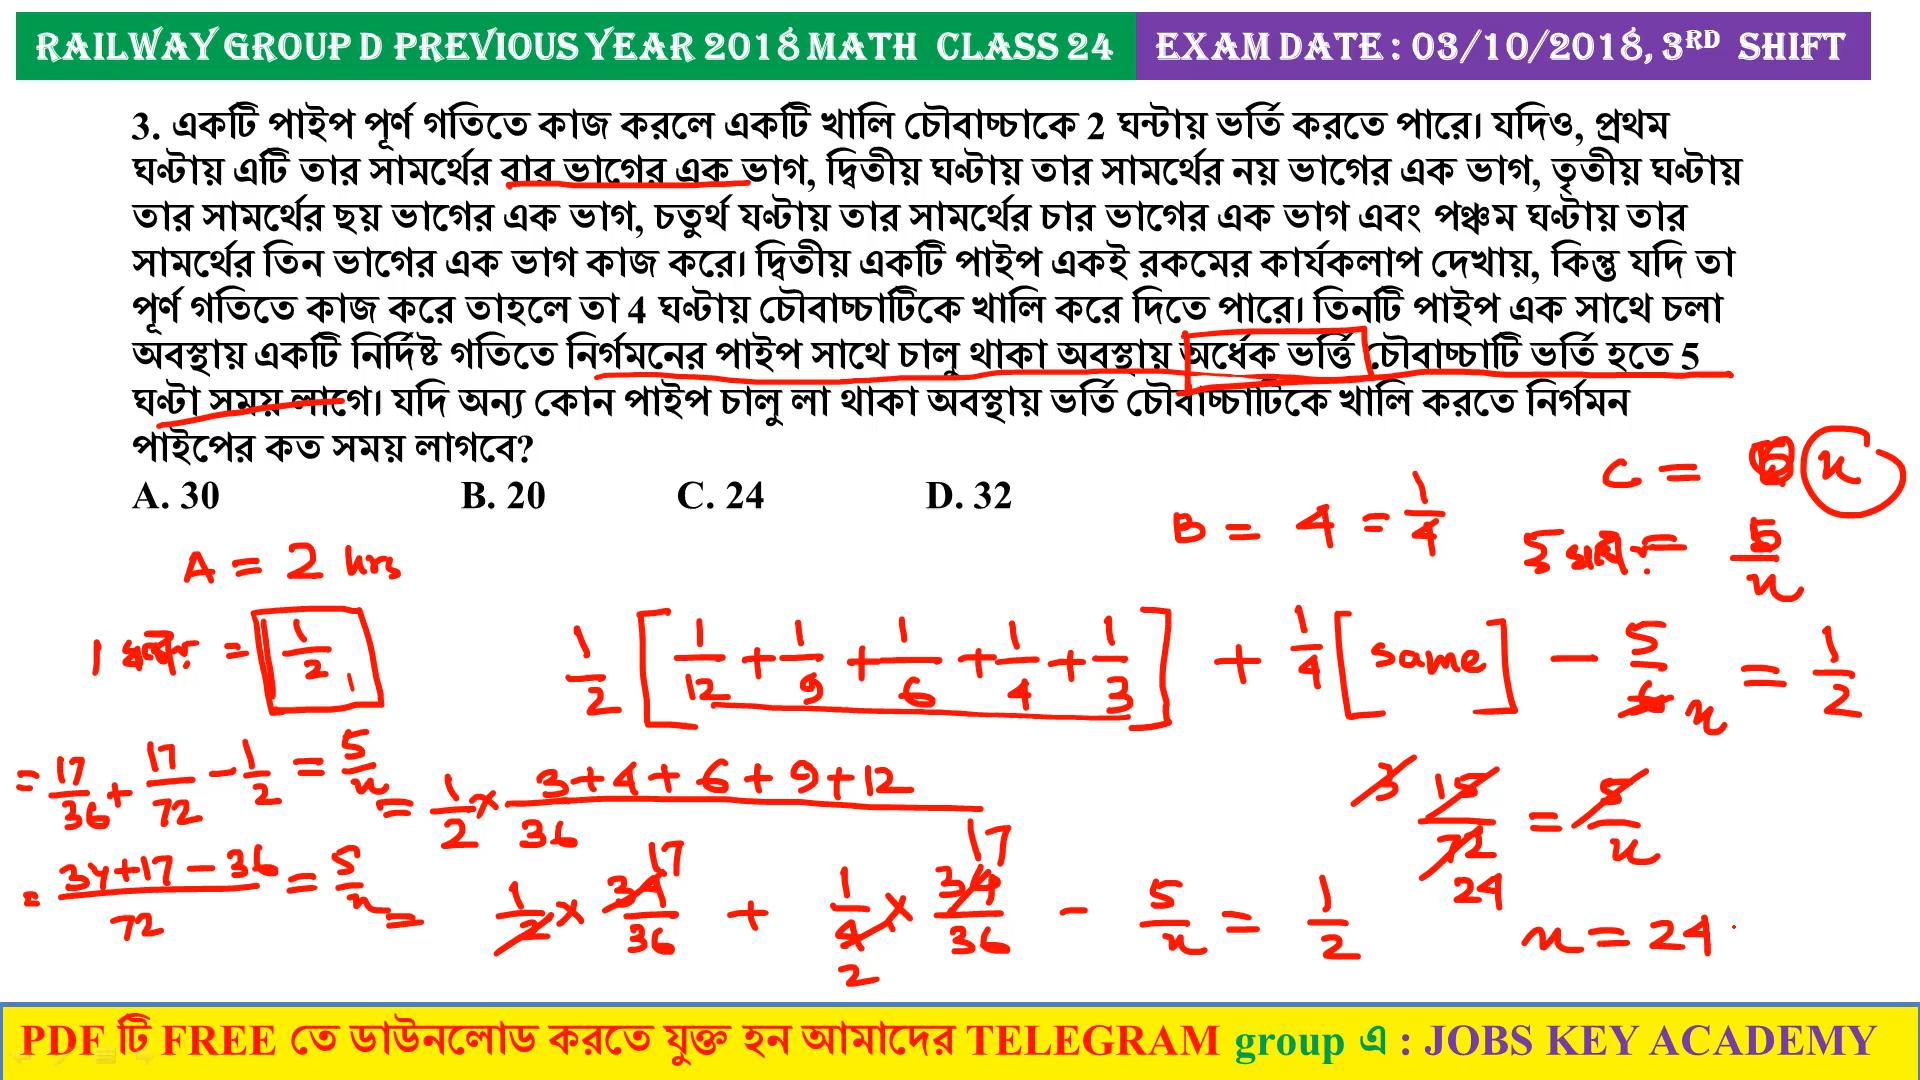 RAILWAY GROUP D PREVIOUS YEAR 2018 MATH CLASS 24 EXAM DATE : 03/10/2018, 3RD SHIFT
3. একটি পাইপ পূর্ণ গতিতে কাজ করলে একটি খালি চৌবাচ্চাকে 2 ঘন্টায় ভর্তি করতে পারে। যদিও, প্রথম
ঘণ্টায় এটি তার সামর্থের বার ভাগের এক ভাগ, দ্বিতীয় ঘণ্টায় তার সামর্থের নয় ভাগের এক ভাগ, তৃতীয় ঘণ্টায়
তার সামর্থের ছয় ভাগের এক ভাগ, চতুর্থ যণ্টায় তার সামর্থের চার ভাগের এক ভাগ এবং পঞ্চম ঘণ্টায় তার
সামর্থের তিন ভাগের এক ভাগ কাজ করে। দ্বিতীয় একটি পাইপ একই রকমের কার্যকলাপ দেখায়, কিন্তু যদি তা
পূর্ণ গতিতে কাজ করে তাহলে তা 4 ঘণ্টায় চৌবাচ্চাটিকে খালি করে দিতে পারে। তিনটি পাইপ এক সাথে চলা
অবস্থায় একটি নির্দিষ্ট গতিতে নির্গমনের পাইপ সাথে চালু থাকা অবস্থায় অর্ধেক ভর্ত্তি চৌবাচ্চাটি ভর্তি হতে 5
ঘণ্টা সময় লাগে। যদি অন্য কোন পাইপ চালু লা থাকা অবস্থায় ভর্তি চৌবাচ্চাটিকে খালি করতে নির্গমন
পাইপের কত সময় লাগবে?
A. 30 B. 20 C. 24 D. 32
C = x
B = 4 = 1/4
5 = 5/x
A = 2 hrs
1 = 1/2
1/2 [1/12 + 1/9 + 1/6 + 1/4 + 1/3] + 1/4 [same] - 5/x = 1/2
= 17/36 + 17/72 - 1/2 = 5/x
= 1/2 × 3+4+6+9+12/36
3 15/72 24 = 5/x
= 34+17-36/72 = 5/x
= 1/2 × 34/36 17 + 1/4 2 × 34/36 17 - 5/x = 1/2
x = 24
PDF টি FREE তে ডাউনলোড করতে যুক্ত হন আমাদের TELEGRAM group এ : JOBS KEY ACADEMY